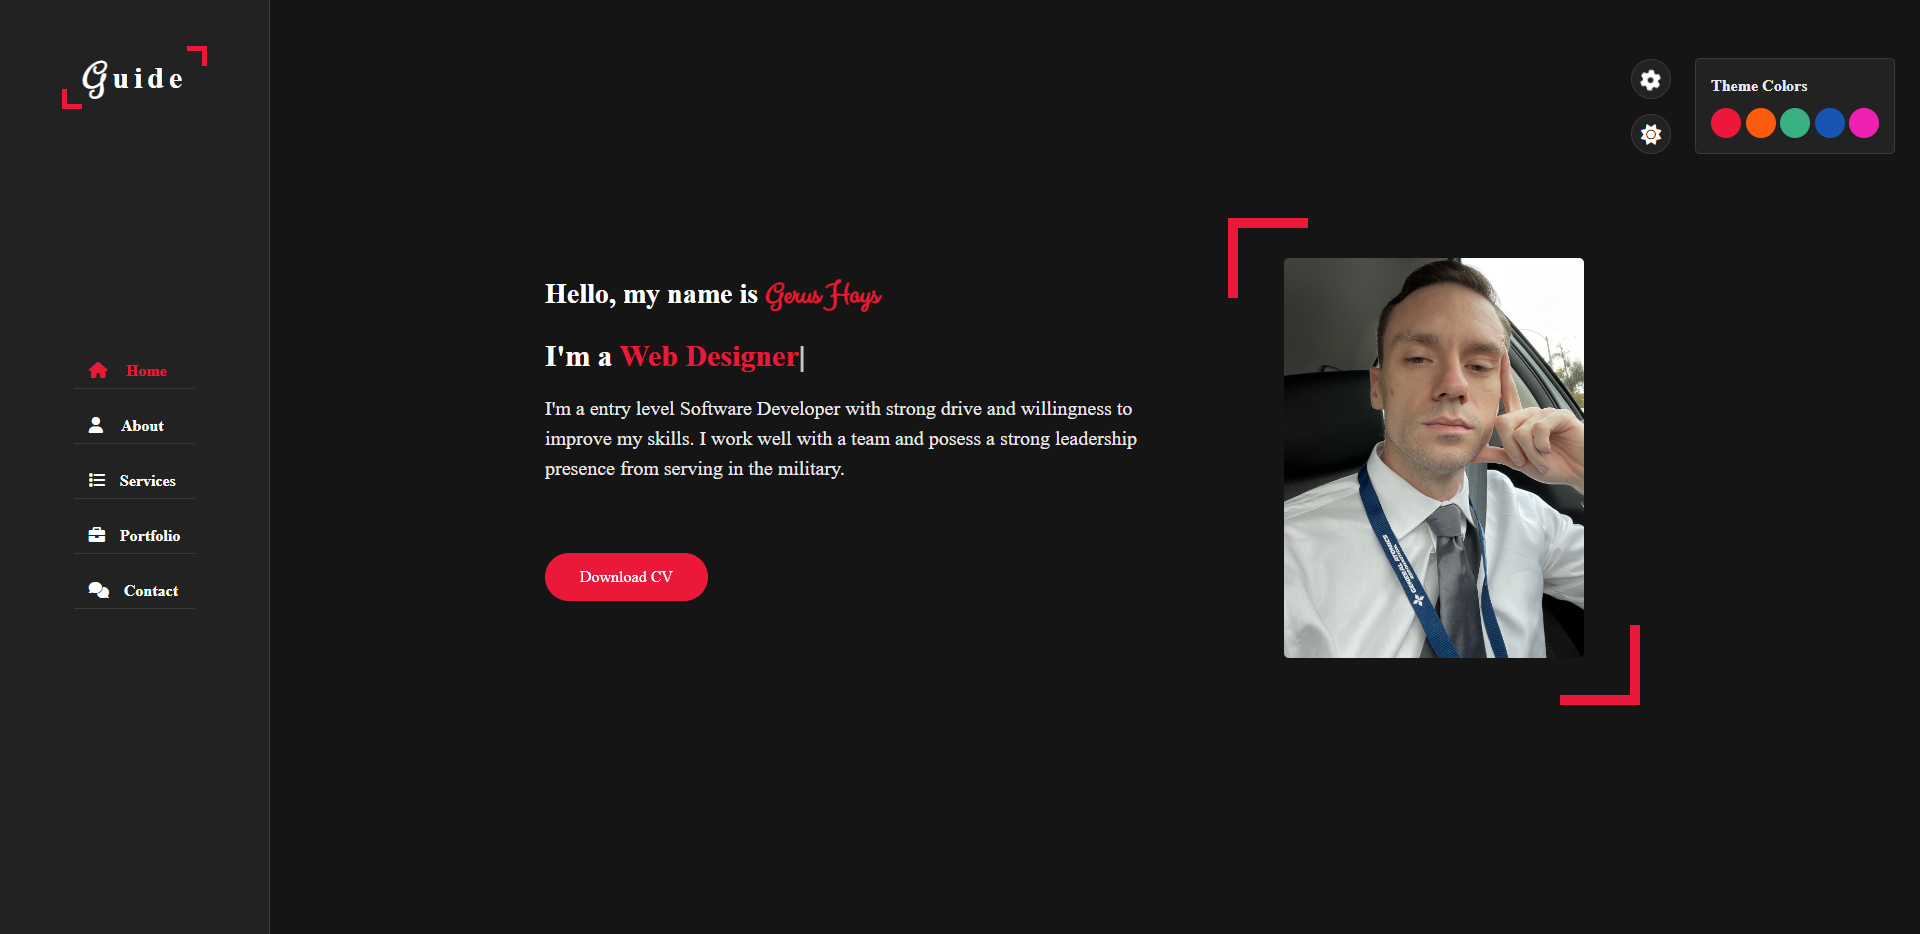 Guide
Home
About
Services
Portfolio
Contact
Hello, my name is Gerus Hays
I'm a Web Designer|
I'm a entry level Software Developer with strong drive and willingness to
improve my skills. I work well with a team and posess a strong leadership
presence from serving in the military.
Download CV
Theme Colors
GENERAL ATOMICS